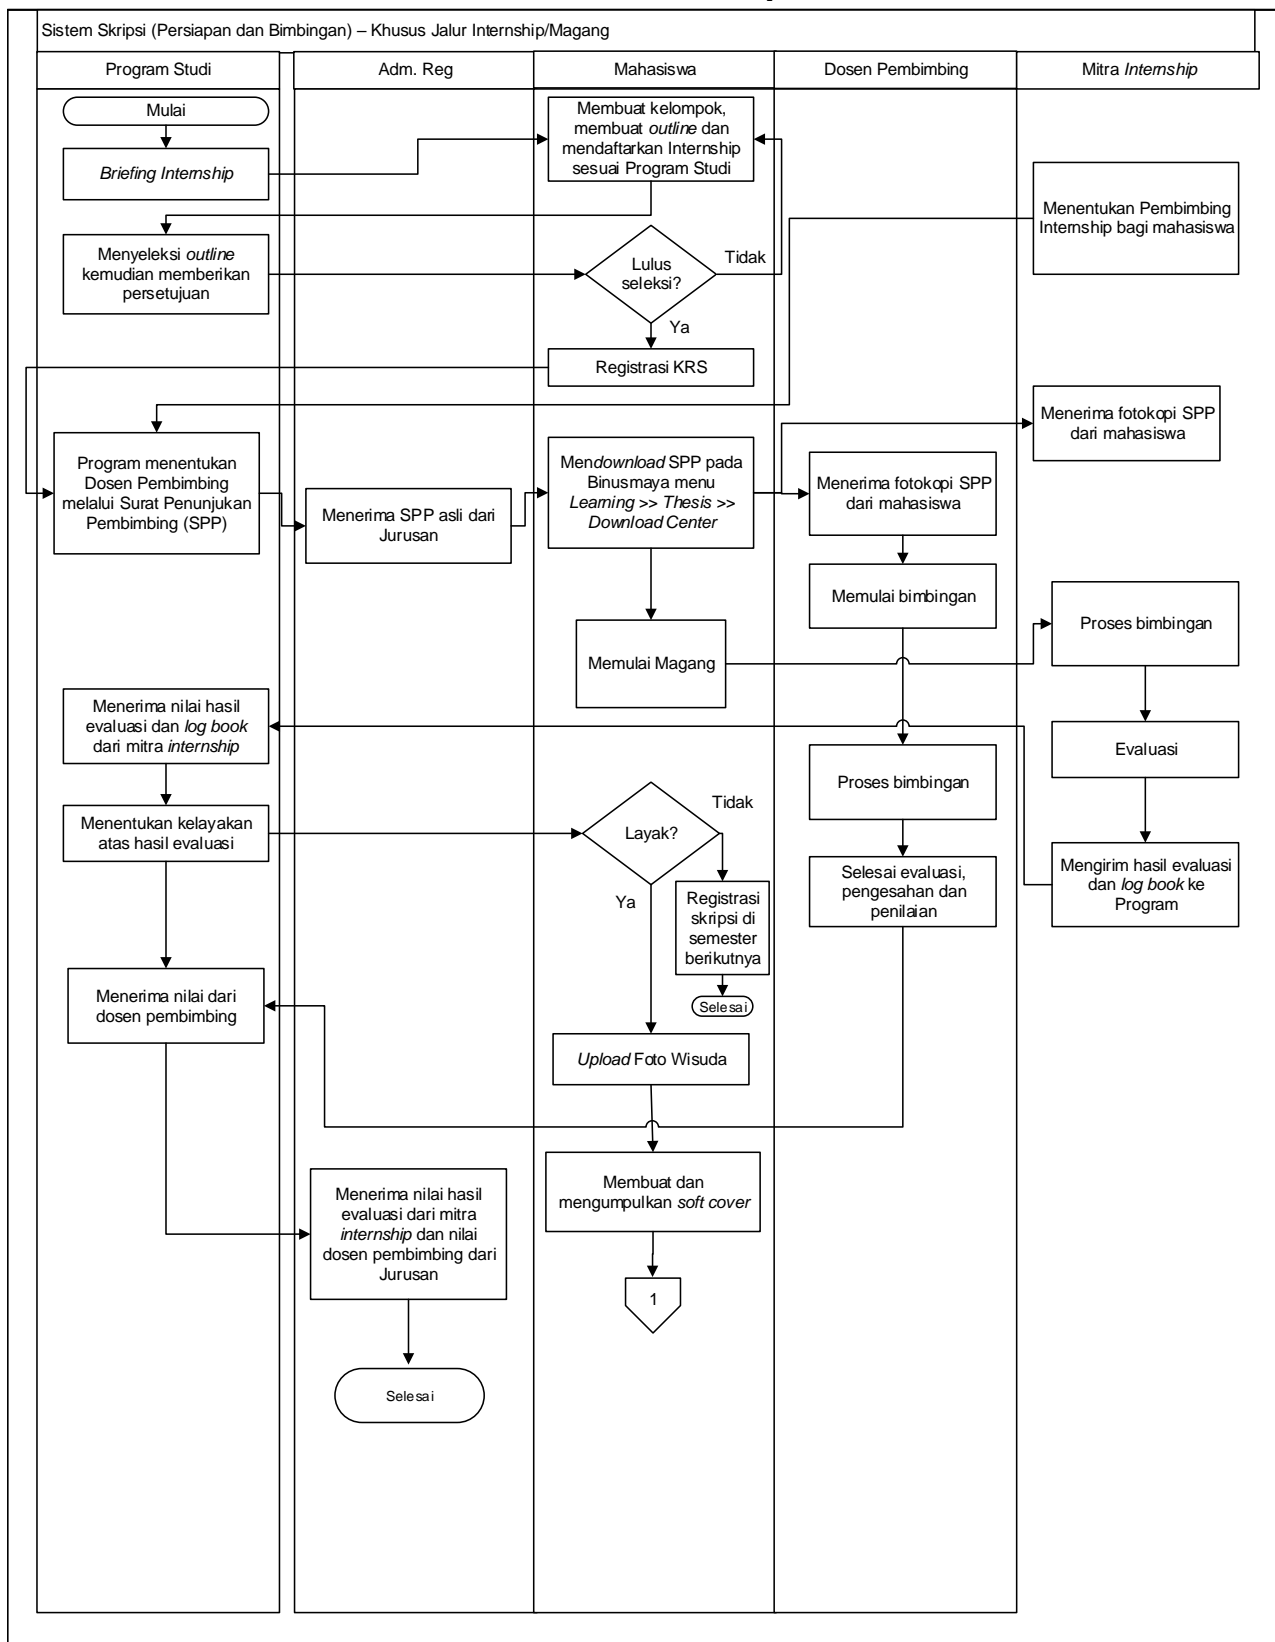 Sistem Skripsi (Persiapan dan Bimbingan) – Khusus Jalur Internship/Magang
Program Studi
Adm. Reg
Mahasiswa
Dosen Pembimbing
Mitra Internship
Mulai
Briefing Internship
Membuat kelompok,
membuat outline dan
mendaftarkan Internship
sesuai Program Studi
Menentukan Pembimbing
Internship bagi mahasiswa
Menyeleksi outline
kemudian memberikan
persetujuan
Lulus
seleksi?
Tidak
Ya
Registrasi KRS
Program menentukan
Dosen Pembimbing
melalui Surat Penunjukan
Pembimbing (SPP)
Menerima SPP asli dari
Jurusan
Mendownload SPP pada
Binusmaya menu
Learning >> Thesis >>
Download Center
Menerima fotokopi SPP
dari mahasiswa
Menerima fotokopi SPP
dari mahasiswa
Memulai bimbingan
Memulai Magang
Proses bimbingan
Menerima nilai hasil
evaluasi dan log book
dari mitra internship
Evaluasi
Proses bimbingan
Menentukan kelayakan
atas hasil evaluasi
Layak?
Tidak
Ya
Registrasi
skripsi di
semester
berikutnya
Selesai
Selesai evaluasi,
pengesahan dan
penilaian
Mengirim hasil evaluasi
dan log book ke
Program
Menerima nilai dari
dosen pembimbing
Upload Foto Wisuda
Membuat dan
mengumpulkan soft cover
Menerima nilai hasil
evaluasi dari mitra
internship dan nilai
dosen pembimbing dari
Jurusan
1
Selesai